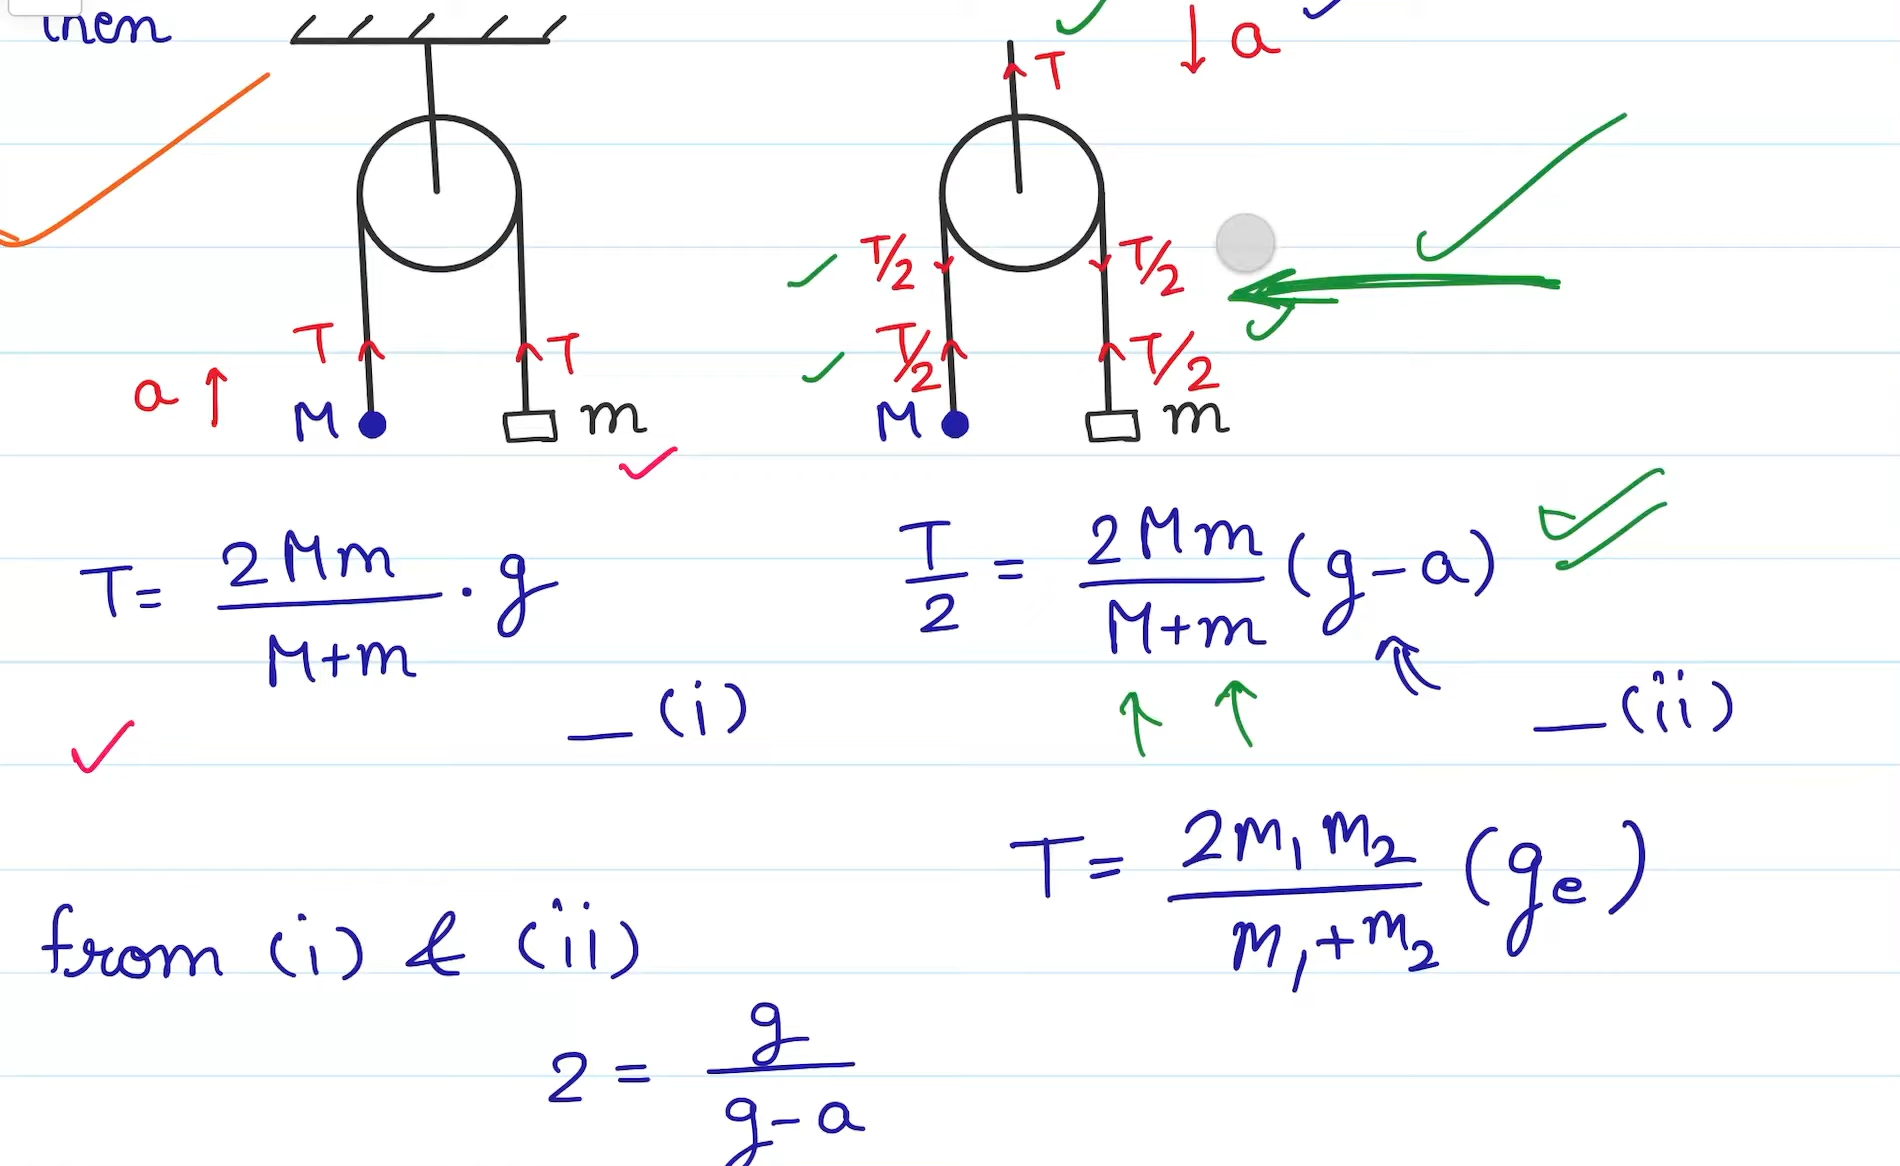 then
T
↓ a
T/2 T/2
T T T/2 T/2
a ↑ M m M m
T = 2Mm/(M+m) · g — (i)
T/2 = 2Mm/(M+m) (g-a) — (ii)
T = 2m₁m₂/(m₁+m₂) (gₑ)
from (i) & (ii)
2 = g/(g-a)